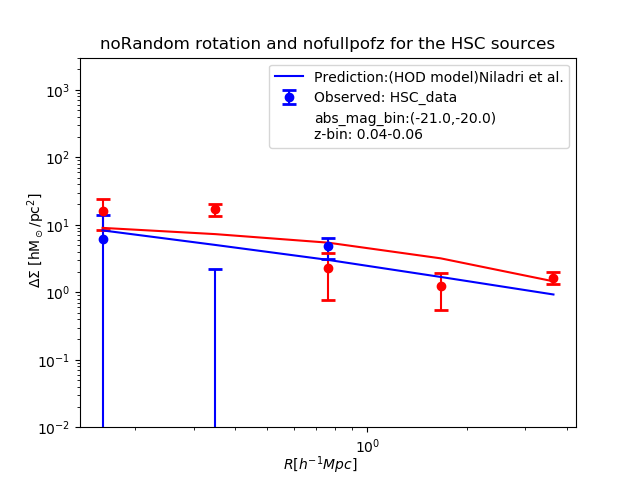 noRandom rotation and nofullpofz for the HSC sources
Prediction:(HOD model)Niladri et al.
Observed: HSC_data
abs_mag_bin:(-21.0,-20.0)
z-bin: 0.04-0.06
10³
10²
10¹
10⁰
10⁻¹
10⁻²
ΔΣ [hM☉/pc²]
10⁰
R[h⁻¹Mpc]